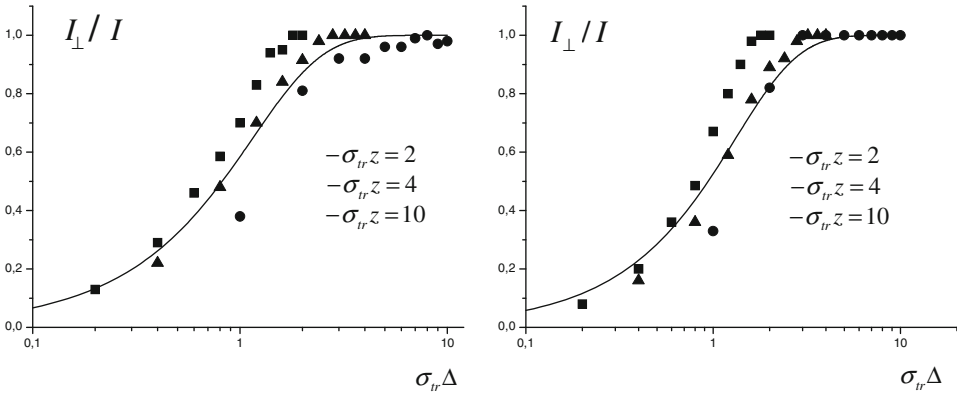 I⊥/ I
1,0
0,8
0,6
0,4
0,2
0,0
−σtr z = 2
−σtr z = 4
−σtr z = 10
0,1
1
10
σtr Δ
I⊥/ I
1,0
0,8
0,6
0,4
0,2
0,0
−σtr z = 2
−σtr z = 4
−σtr z = 10
0,1
1
10
σtr Δ